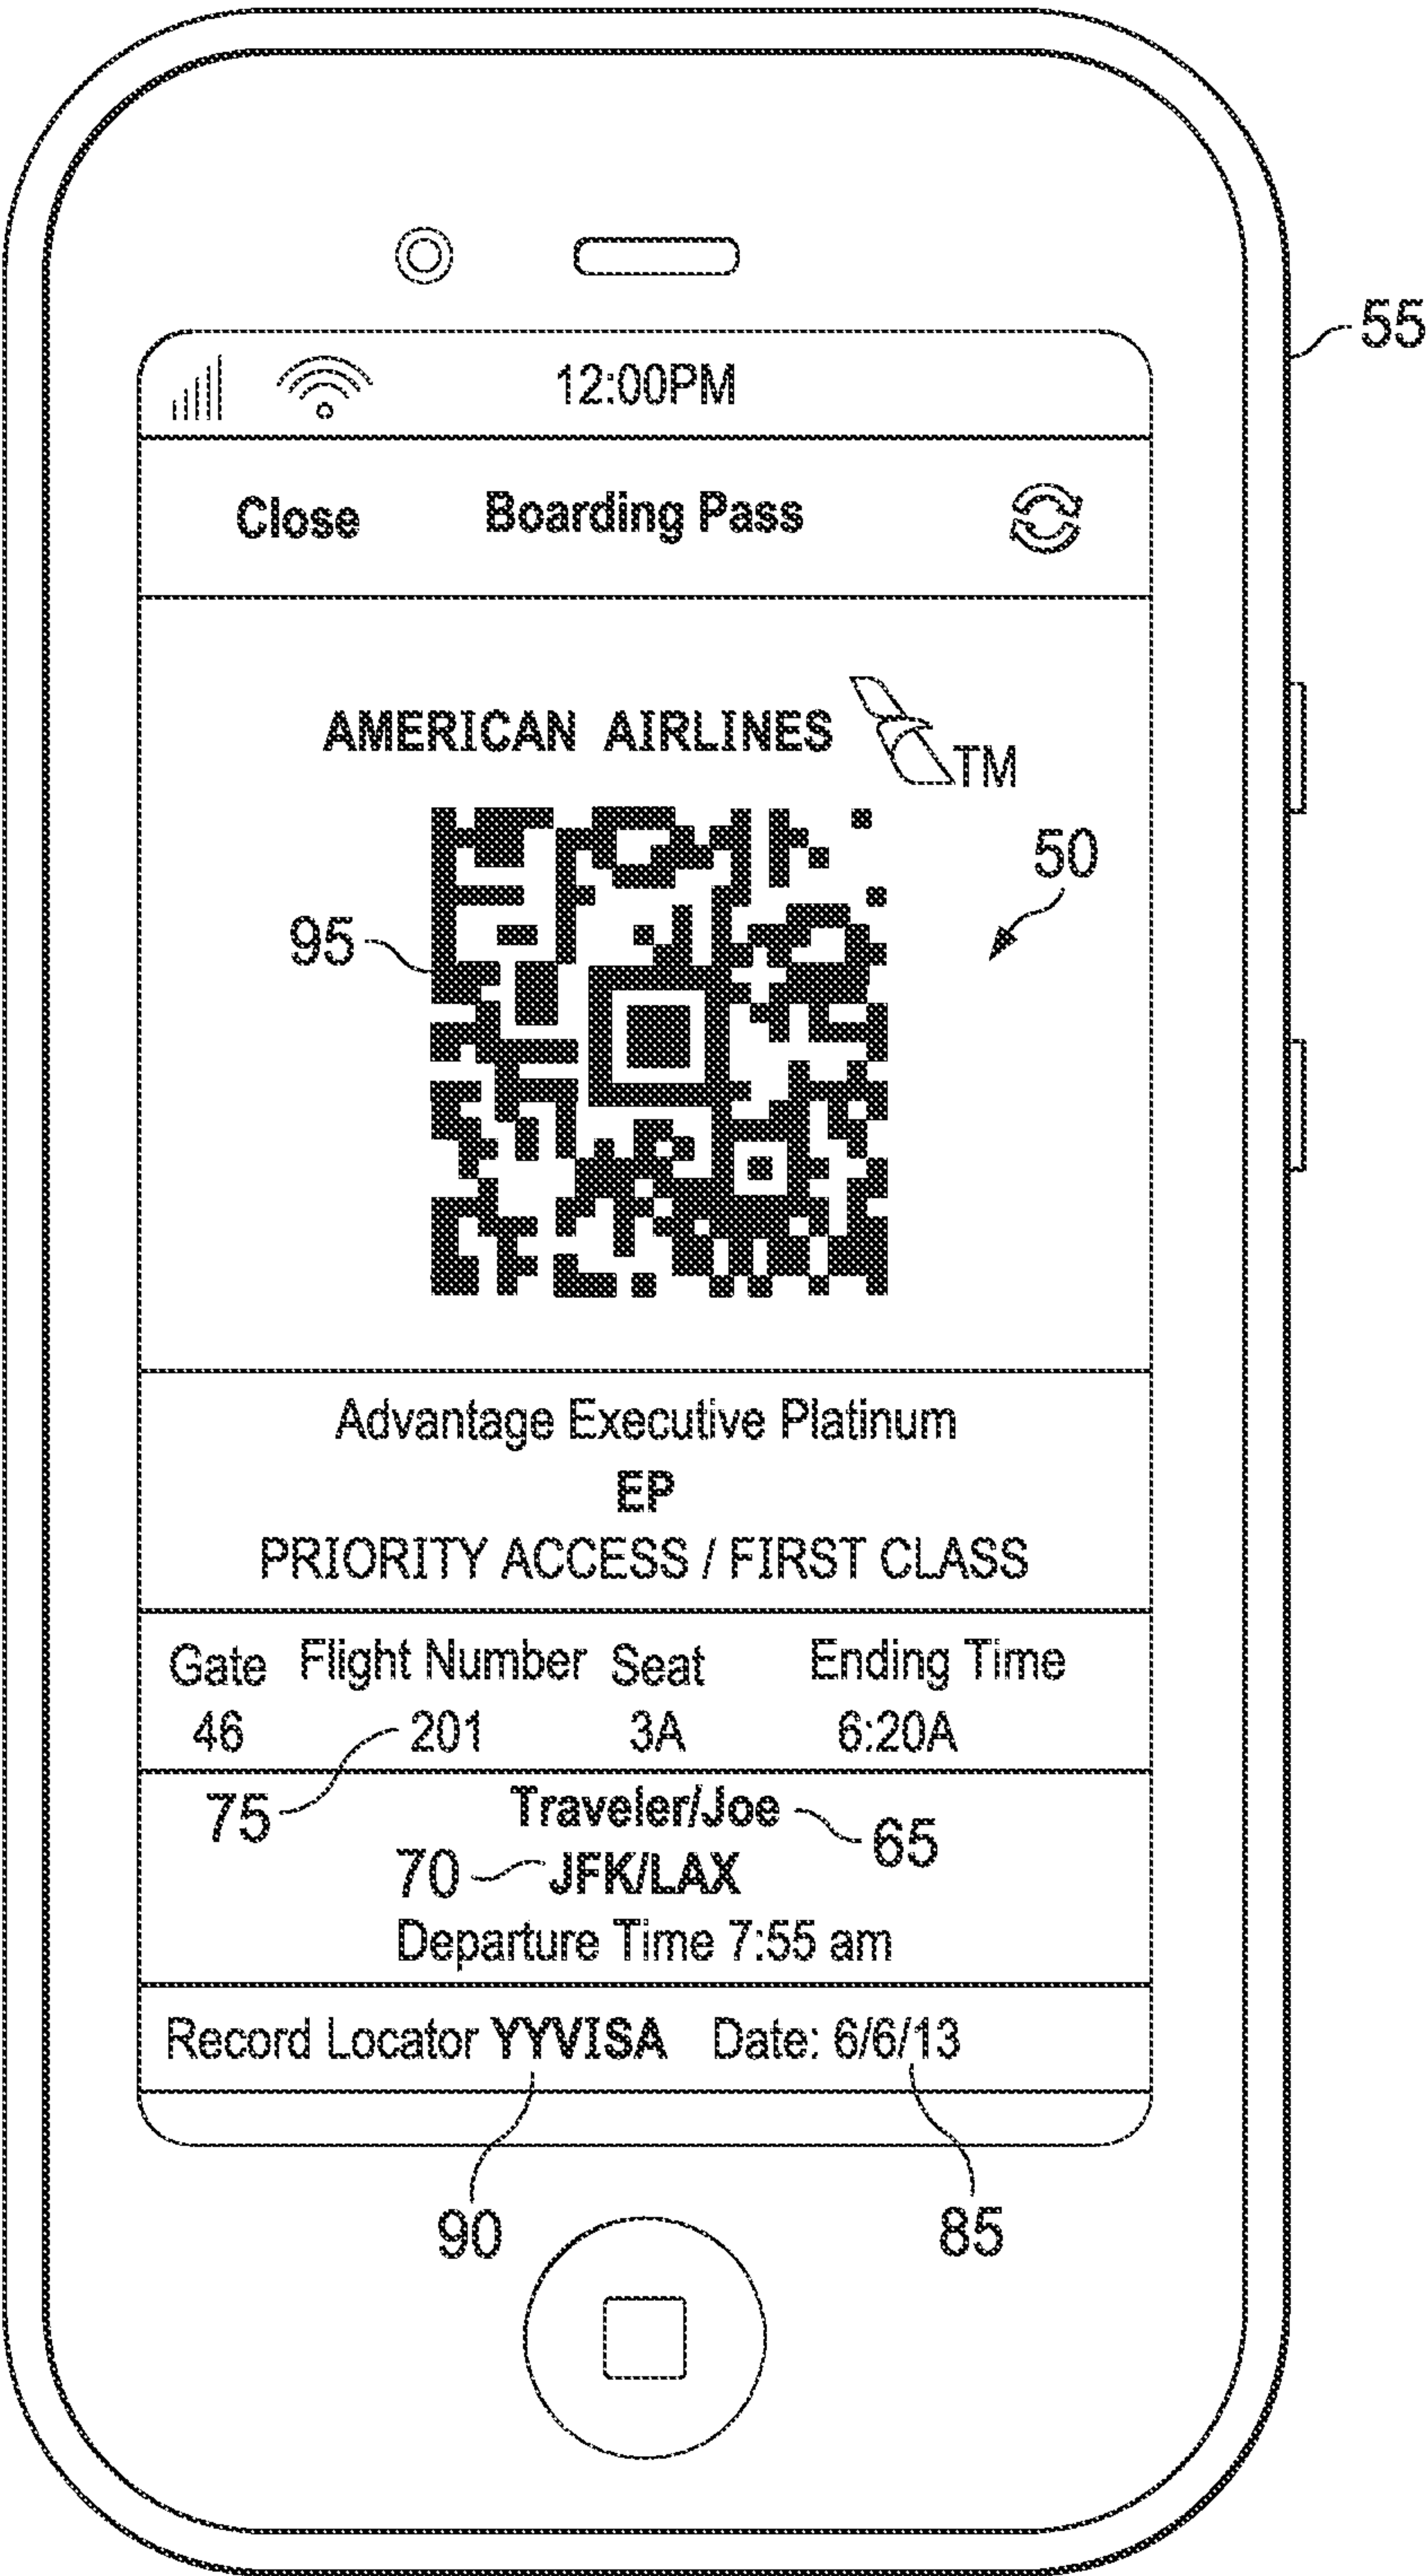 55
12:00PM
Close Boarding Pass
AMERICAN AIRLINES TM
50
95
Advantage Executive Platinum
EP
PRIORITY ACCESS / FIRST CLASS
Gate Flight Number Seat Ending Time
46 201 3A 6:20A
75 Traveler/Joe 65
70 JFK/LAX
Departure Time 7:55 am
Record Locator YYVISA Date: 6/6/13
90 85